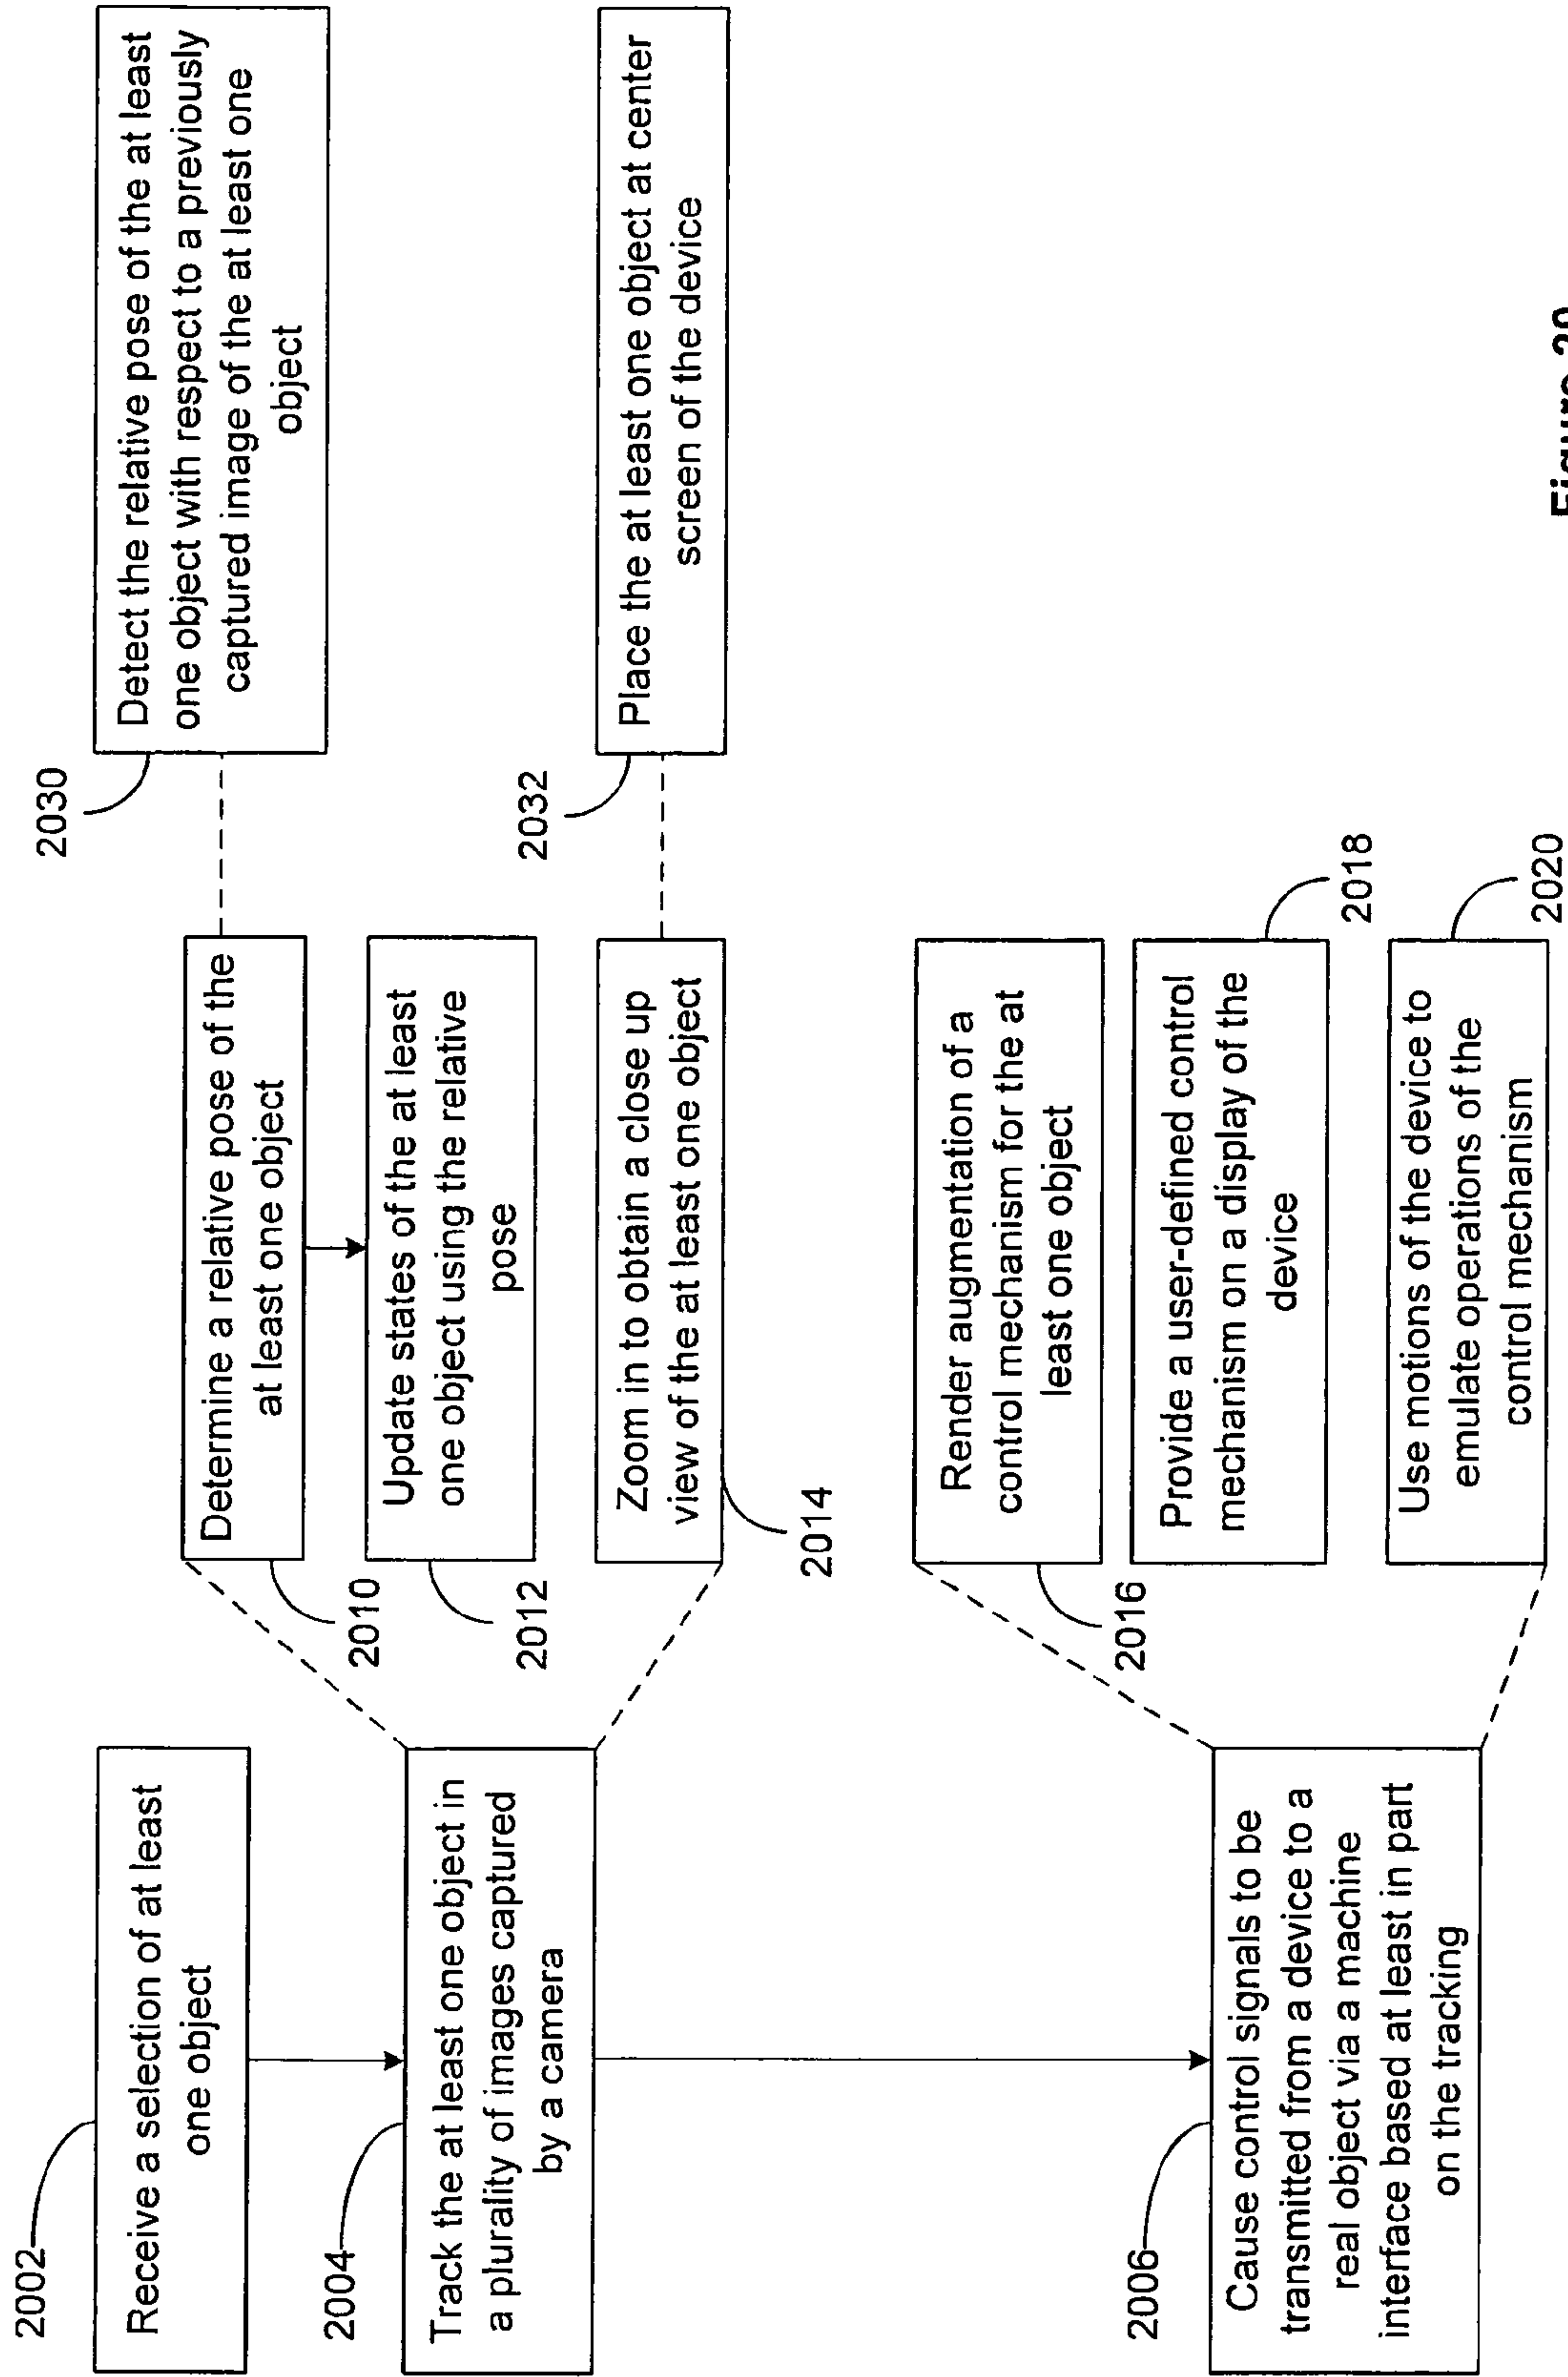 2002
Receive a selection of at least
one object
2004
Track the at least one object in
a plurality of images captured
by a camera
2006
Cause control signals to be
transmitted from a device to a
real object via a machine
interface based at least in part
on the tracking
Determine a relative pose of the
at least one object
2010
Update states of the at least
one object using the relative
pose
2012
Zoom in to obtain a close up
view of the at least one object
2014
Render augmentation of a
control mechanism for the at
least one object
2016
Provide a user-defined control
mechanism on a display of the
device
2018
Use motions of the device to
emulate operations of the
control mechanism
2020
2030
Detect the relative pose of the at least
one object with respect to a previously
captured image of the at least one
object
2032
Place the at least one object at center
screen of the device
Figure 20